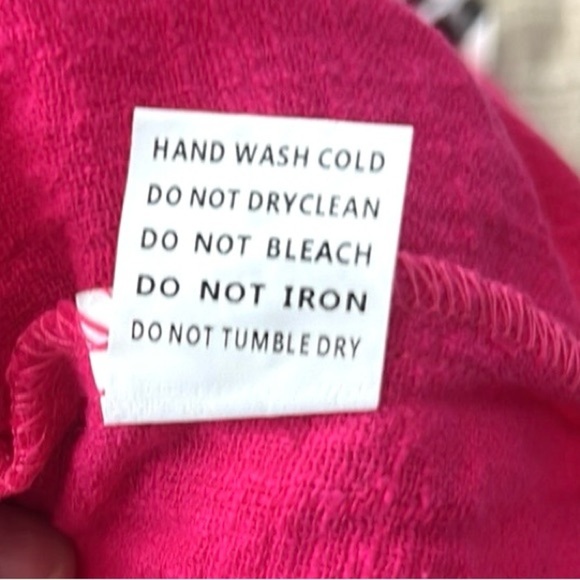 HAND WASH COLD
DO NOT DRYCLEAN
DO NOT BLEACH
DO NOT IRON
DO NOT TUMBLE DRY